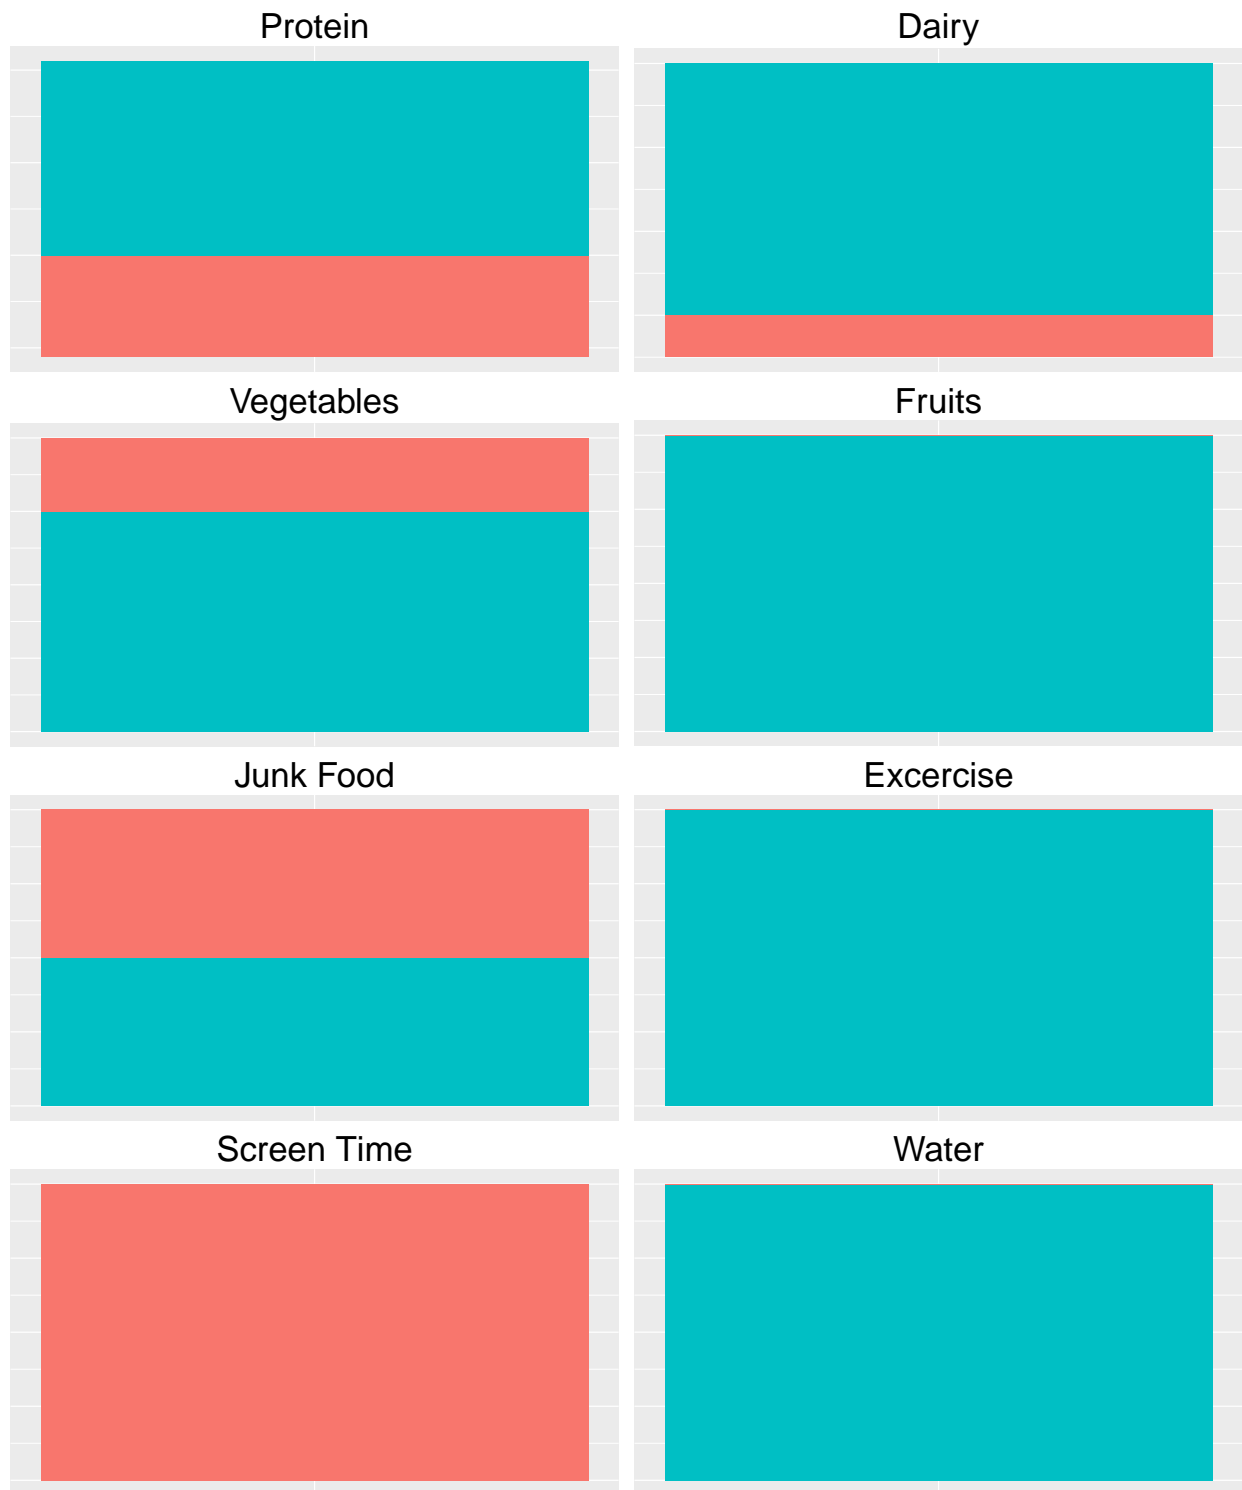 Protein
Dairy
Vegetables
Fruits
Junk Food
Excercise
Screen Time
Water